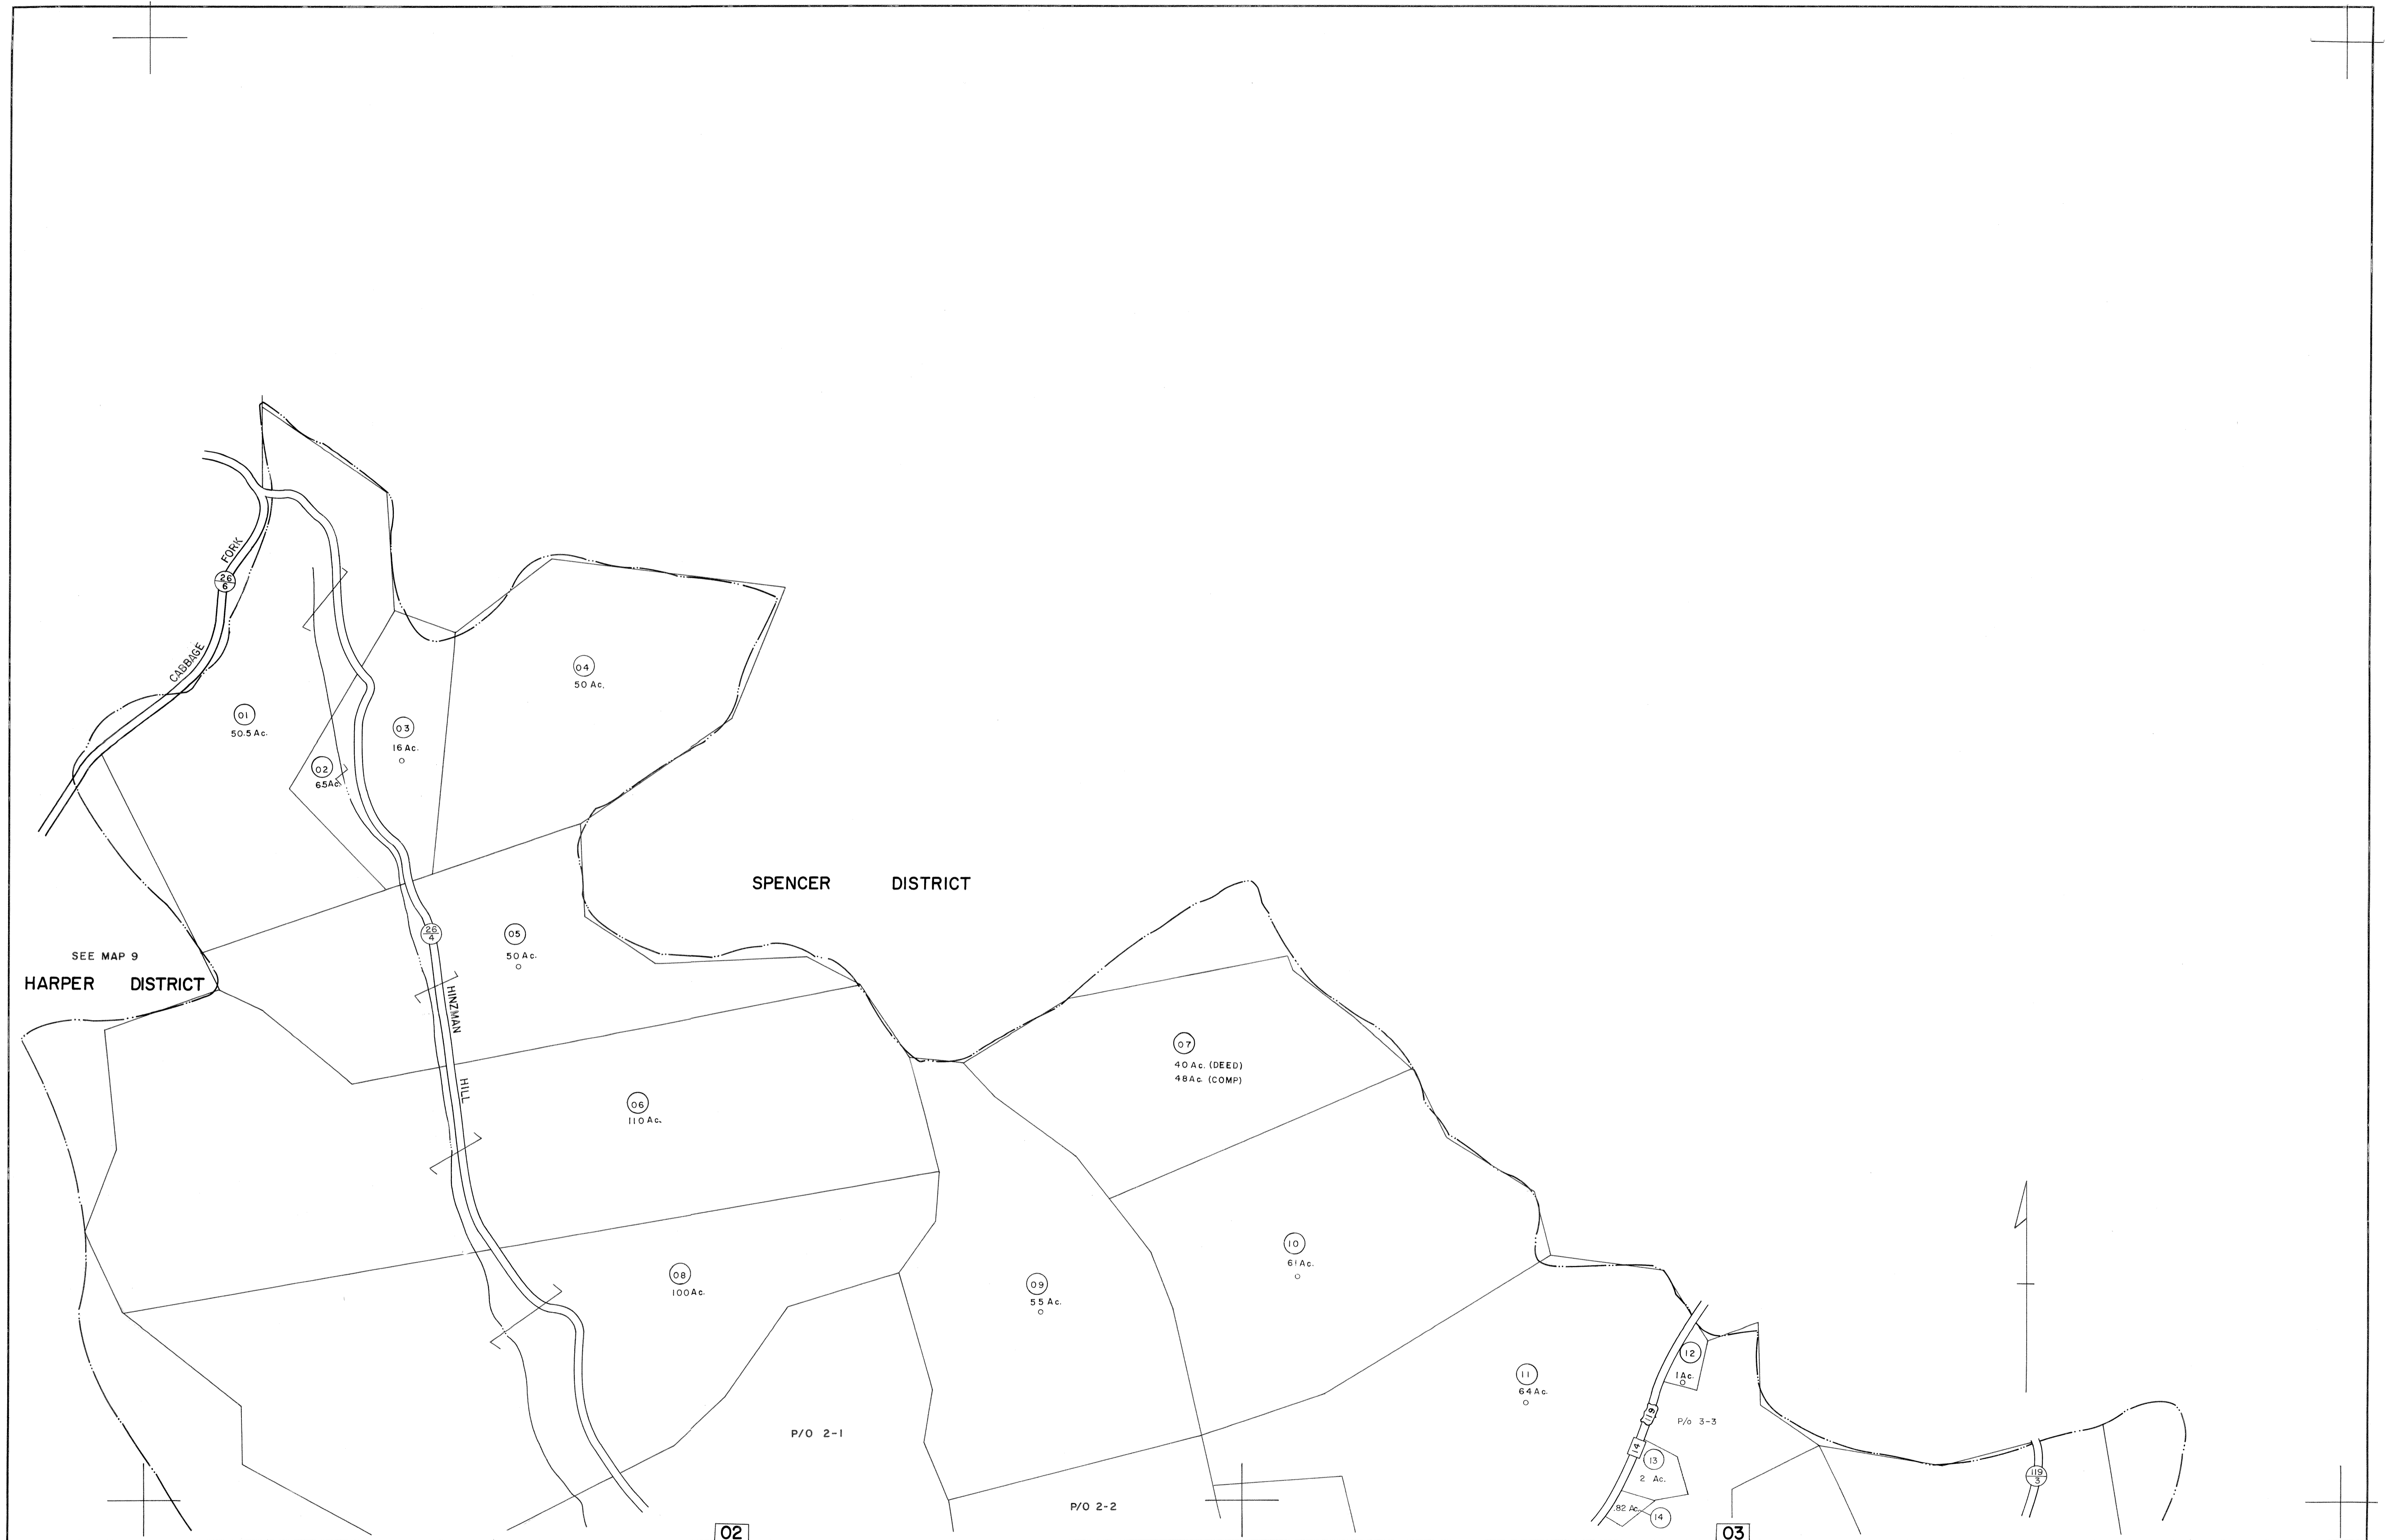 FORK
26
6
CABBAGE
04
50 Ac.
01
50.5 Ac.
03
16 Ac.
02
6.5 Ac.
SPENCER DISTRICT
26
4
05
50 Ac.
SEE MAP 9
HARPER DISTRICT
HINZMAN
HILL
07
40 Ac. (DEED)
48 Ac. (COMP)
06
110 Ac.
10
61 Ac.
08
100 Ac.
09
55 Ac.
12
1 Ac.
11
64 Ac.
119
P/O 3-3
P/O 2-1
14
13
2 Ac.
119
3
P/O 2-2
.82 Ac.
14
02
03